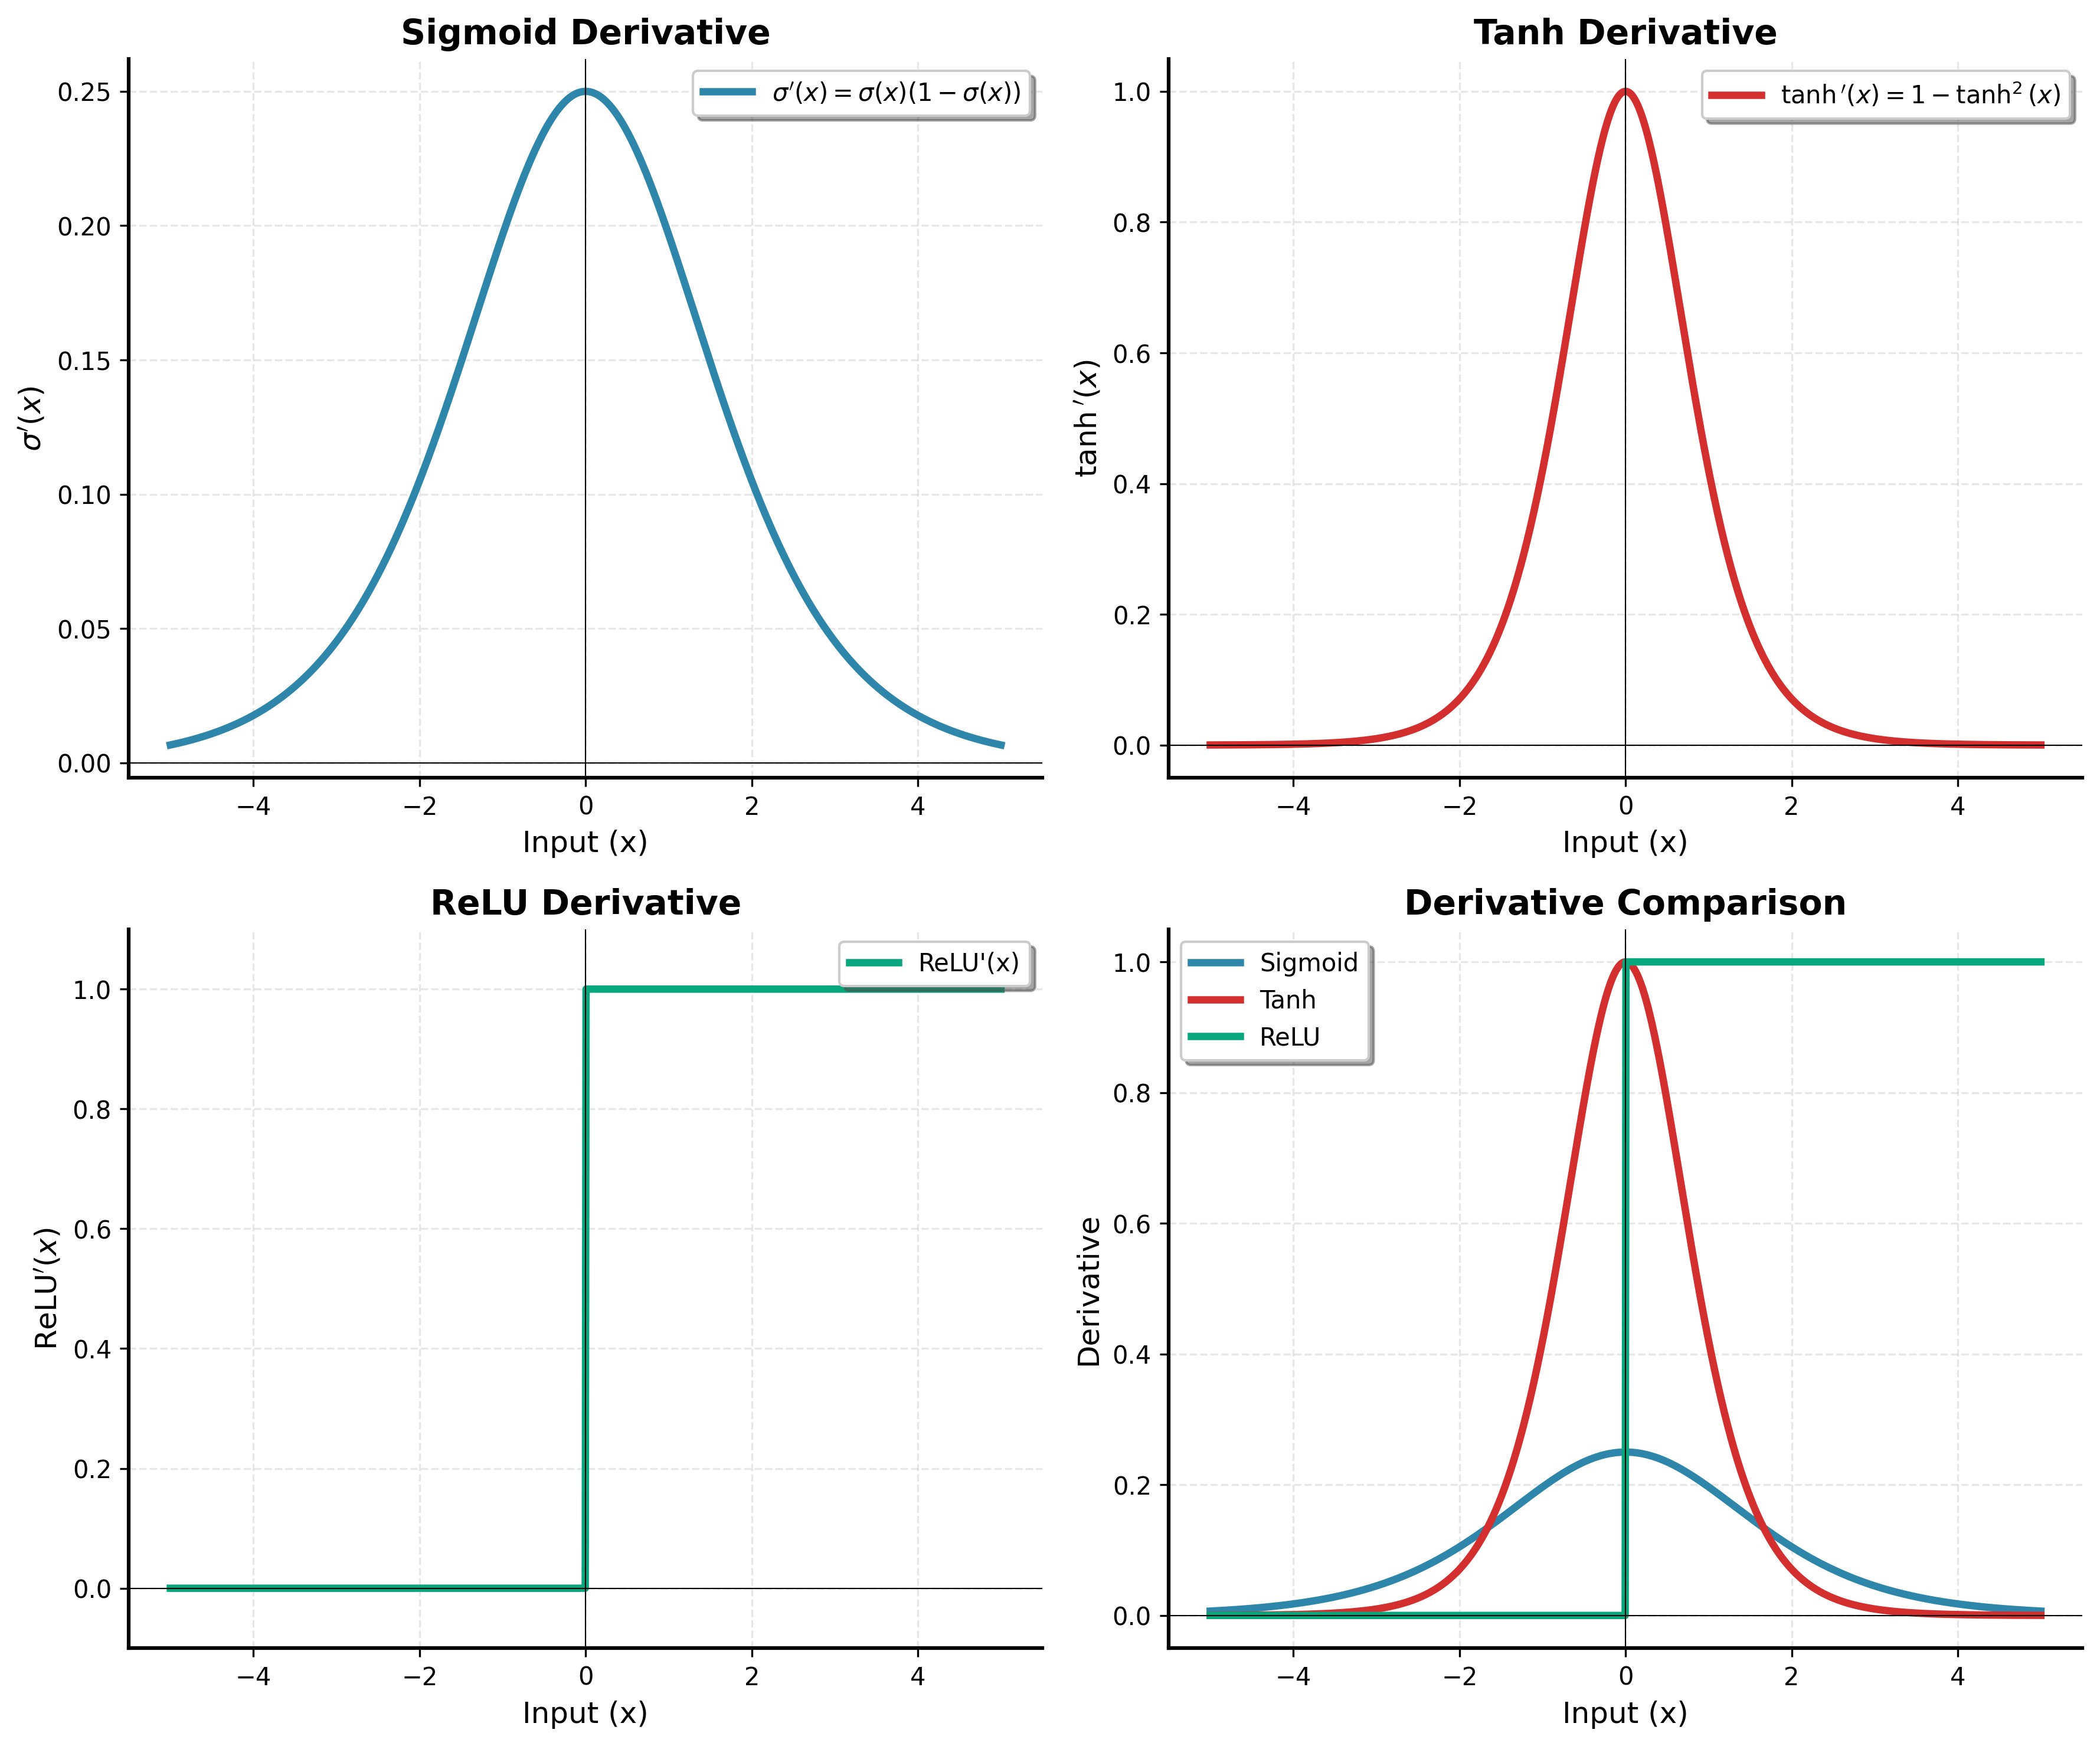 Sigmoid Derivative
σ′(x) = σ(x)(1 − σ(x))
0.25
0.20
0.15
0.10
0.05
0.00
σ′(x)
−4 −2 0 2 4
Input (x)
Tanh Derivative
tanh′(x) = 1 − tanh²(x)
1.0
0.8
0.6
0.4
0.2
0.0
tanh′(x)
−4 −2 0 2 4
Input (x)
ReLU Derivative
ReLU'(x)
1.0
0.8
0.6
0.4
0.2
0.0
ReLU′(x)
−4 −2 0 2 4
Input (x)
Derivative Comparison
Sigmoid
Tanh
ReLU
1.0
0.8
0.6
0.4
0.2
0.0
Derivative
−4 −2 0 2 4
Input (x)